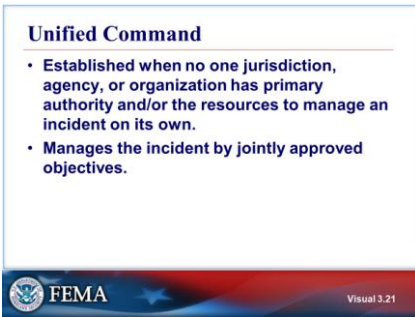 Unified Command
• Established when no one jurisdiction,
agency, or organization has primary
authority and/or the resources to manage an
incident on its own.
• Manages the incident by jointly approved
objectives.
FEMA
Visual 3.21